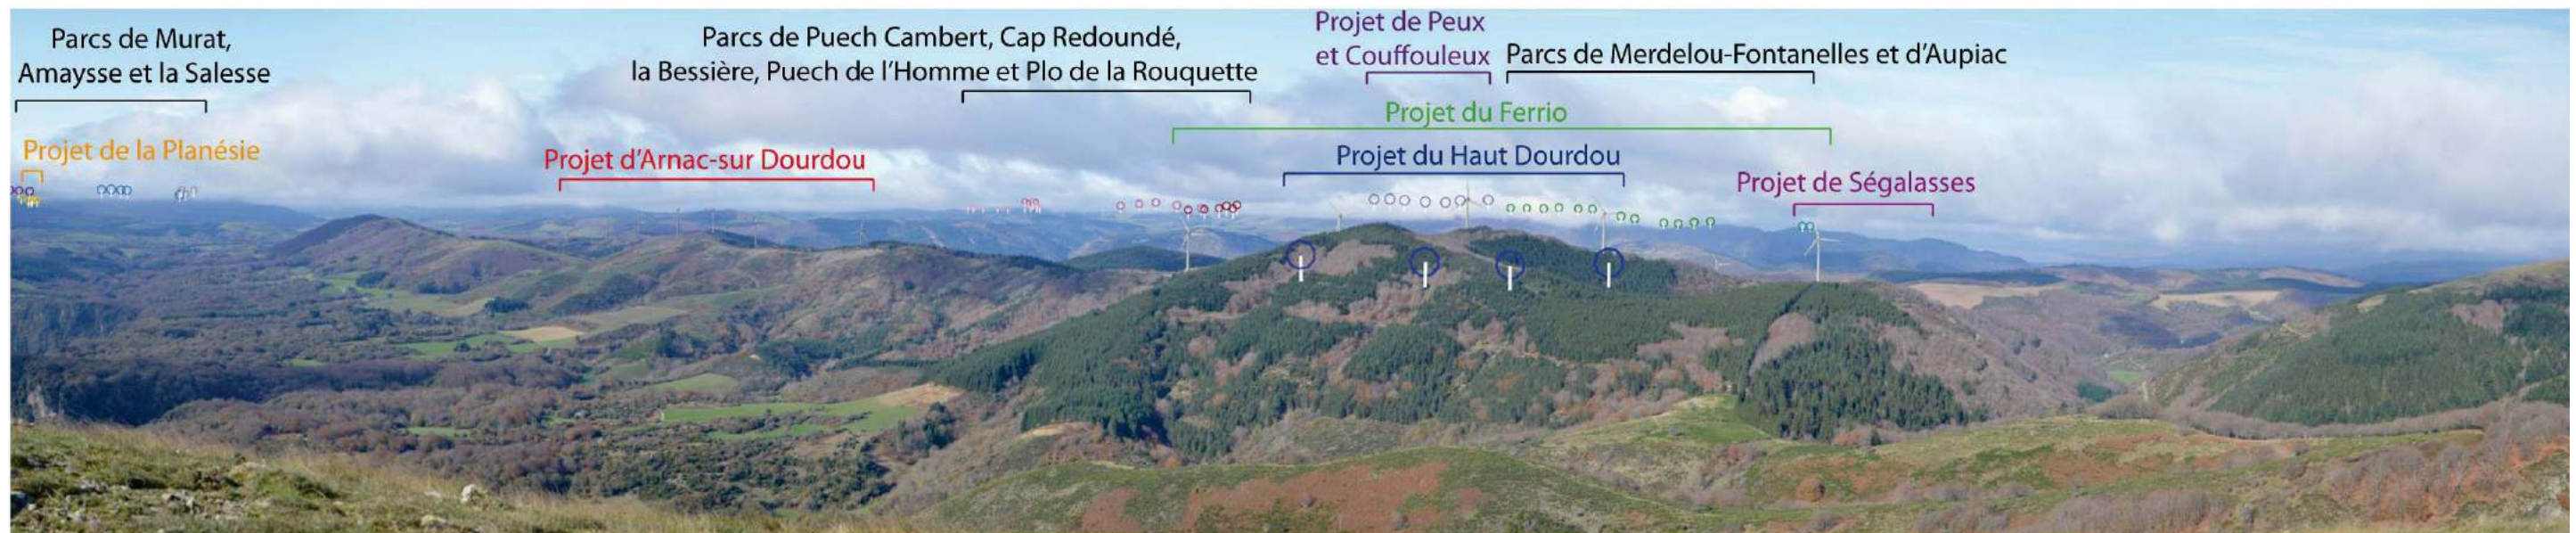 Parcs de Murat,
Amaysse et la Salesse
Projet de la Planésie
Projet d'Arnac-sur Dourdou
Parcs de Puech Cambert, Cap Redoundé,
la Bessière, Puech de l'Homme et Plo de la Rouquette
Projet de Peux
et Couffouleux
Parcs de Merdelou-Fontanelles et d'Aupiac
Projet du Ferrio
Projet du Haut Dourdou
Projet de Ségalasses